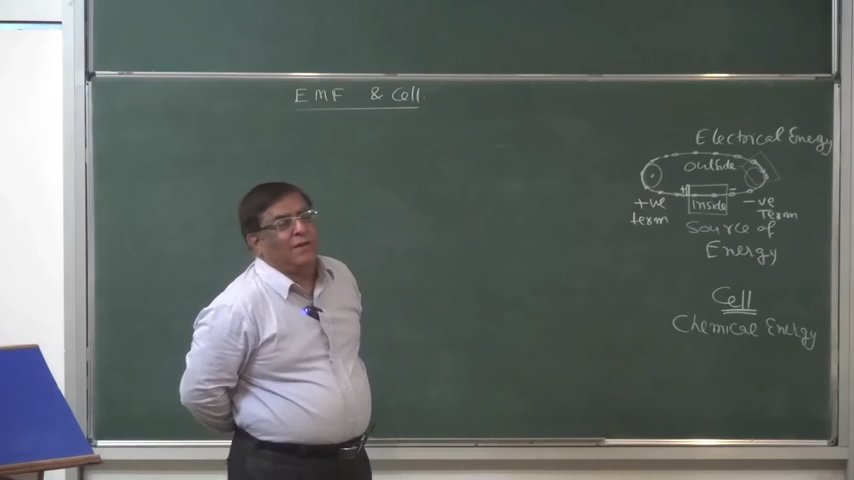 EMF & Cell.
Electrical Energy
outside
+ inside -
+ve -ve
term Term
Source of
Energy
Cell
Chemical Energy